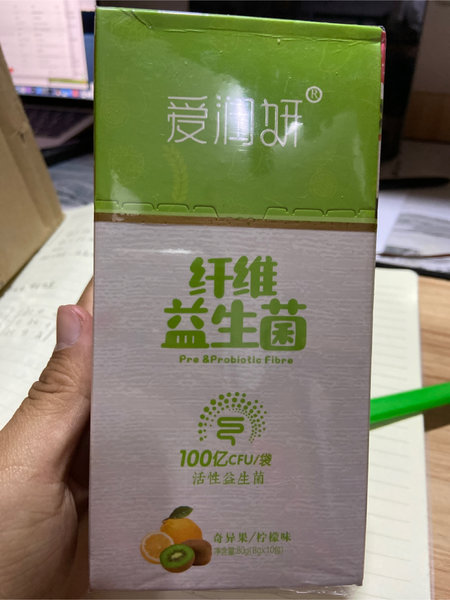 爱润妍®
纤维
益生菌
Pre &Probiotic Fibre
100亿CFU/袋
活性益生菌
奇异果/柠檬味
净含量:80g(8g×10包)